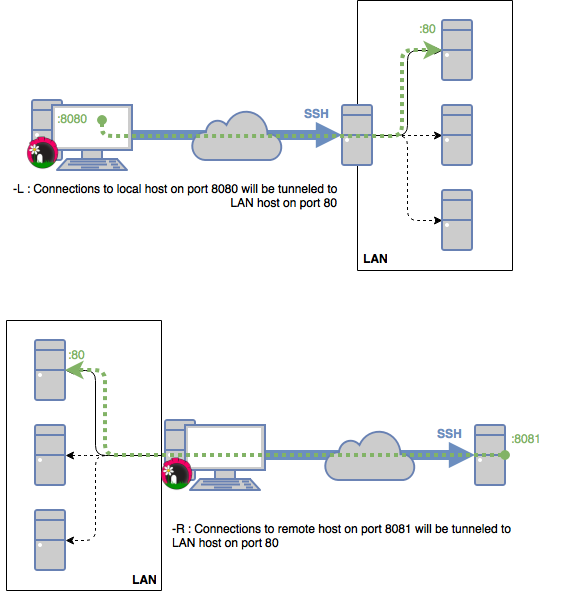 :80
SSH
:8080
-L : Connections to local host on port 8080 will be tunneled to
LAN host on port 80
LAN
:80
SSH
:8081
-R : Connections to remote host on port 8081 will be tunneled to
LAN host on port 80
LAN